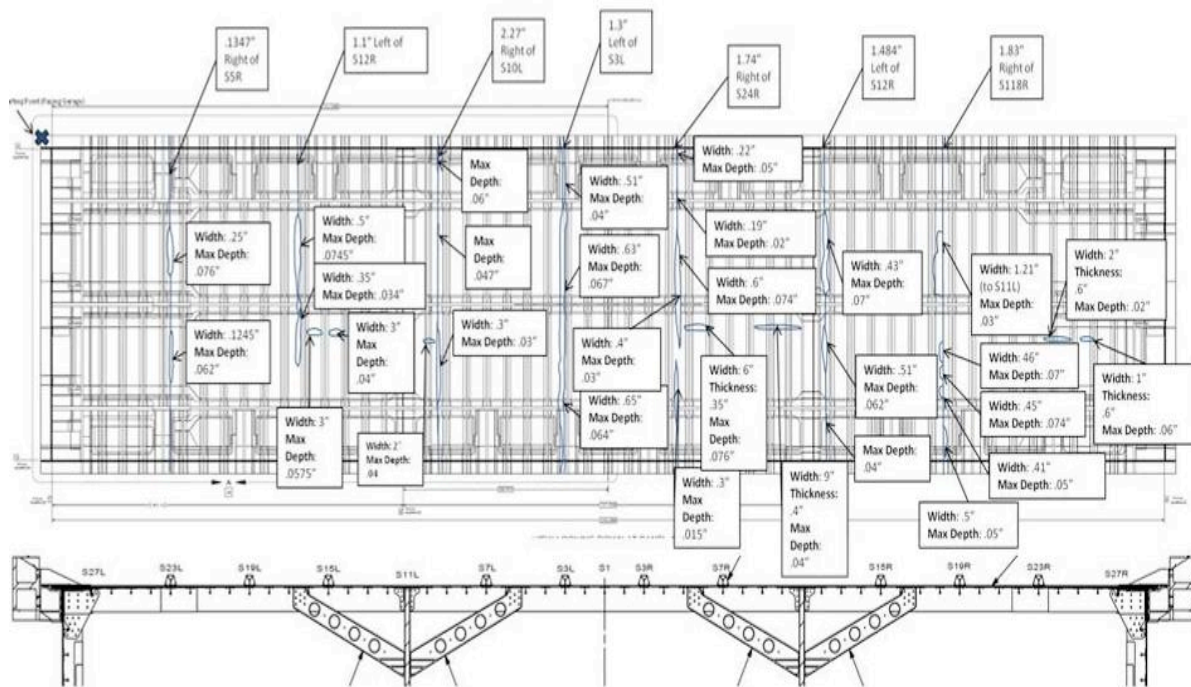 .1347"
Right of
S5R
1.1" Left of
S12R
2.27"
Right of
S10L
1.3"
Left of
S3L
1.74"
Right of
S24R
1.484"
Left of
S12R
1.83"
Right of
S118R
Width: .22"
Max Depth: .05"
Max
Depth:
.06"
Width: .51"
Max Depth:
.04"
Width: .19"
Max Depth: .02"
Width: .25"
Max Depth:
.076"
Width: .5"
Max Depth:
.0745"
Max
Depth:
.047"
Width: .63"
Max Depth:
.067"
Width: .6"
Max Depth: .074"
Width: .43"
Max Depth:
.07"
Width: 1.21"
(to S11L)
Max Depth:
.03"
Width: 2"
Thickness:
.6"
Max Depth: .02"
Width: .35"
Max Depth: .034"
Width: .1245"
Max Depth:
.062"
Width: 3"
Max
Depth:
.04"
Width: .3"
Max Depth: .03"
Width: .4"
Max Depth:
.03"
Width: 6"
Thickness:
.35"
Max
Depth:
.076"
Width: .51"
Max Depth:
.062"
Width: 46"
Max Depth: .07"
Width: .45"
Max Depth:
.074"
Width: 1"
Thickness:
.6"
Max Depth: .06"
Width: 3"
Max
Depth:
.0575"
Width: 2"
Max Depth:
.04
Width: .65"
Max Depth:
.064"
Max Depth:
.04"
Width: .41"
Max Depth: .05"
Width: .3"
Max
Depth:
.015"
Width: 9"
Thickness:
.4"
Max
Depth:
.04"
Width: .5"
Max Depth: .05"
A
S27L
S23L
S19L
S15L
S11L
S7L
S3L
S1
S3R
S7R
S15R
S19R
S23R
S27R